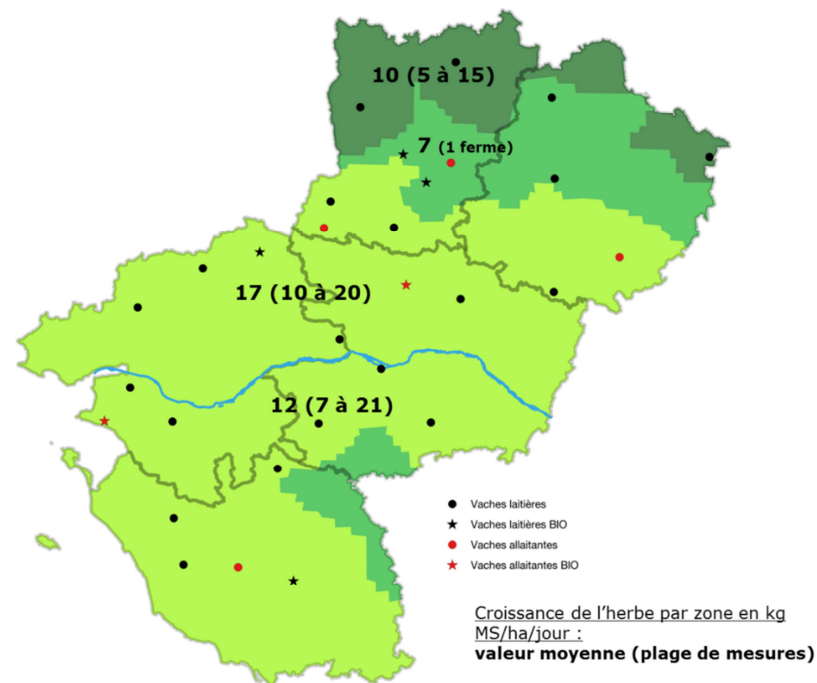 10 (5 à 15)
7 (1 ferme)
17 (10 à 20)
12 (7 à 21)
Vaches laitières
Vaches laitières BIO
Vaches allaitantes
Vaches allaitantes BIO
Croissance de l'herbe par zone en kg
MS/ha/jour :
valeur moyenne (plage de mesures)